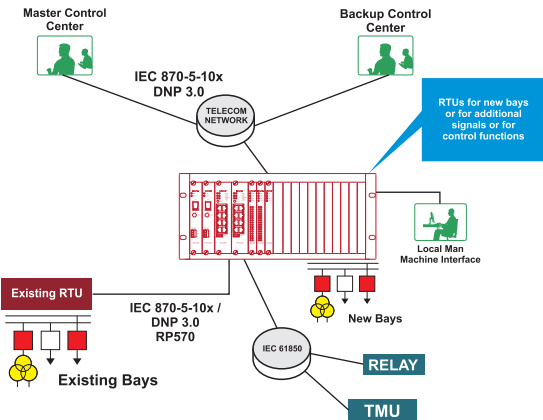 Master Control
Center
Backup Control
Center
IEC 870-5-10x
DNP 3.0
TELECOM
NETWORK
RTUs for new bays
or for additional
signals or for
control functions
Local Man
Machine Interface
Existing RTU
IEC 870-5-10x /
DNP 3.0
RP570
New Bays
IEC 61850
RELAY
Existing Bays
TMU